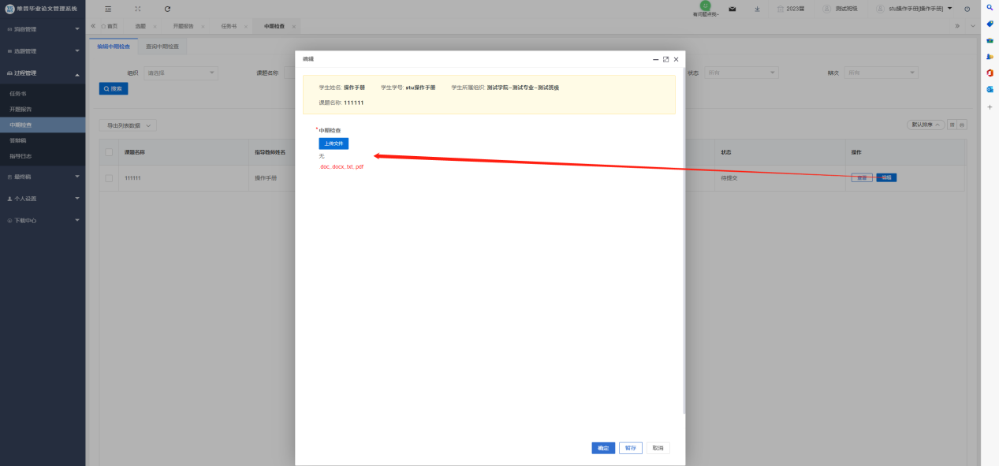 维普毕业论文管理系统
有问题点我~
2023届
测试班级
stu操作手册[操作手册]
消息管理
选题管理
过程管理
任务书
开题报告
中期检查
答辩稿
指导日志
最终稿
个人设置
下载中心
首页
选题
开题报告
任务书
中期检查
编辑中期检查
查询中期检查
组织
请选择
课题名称
状态
所有
所有
搜索
导出列表数据
默认排序
课题名称
指导教师姓名
状态
操作
111111
操作手册
待提交
查看
编辑
编辑
学生姓名: 操作手册 学生学号: stu操作手册 学生所属组织: 测试学院--测试专业--测试班级
课题名称: 111111
*中期检查
上传文件
无
.doc,.docx,.txt,.pdf
确定
暂存
取消